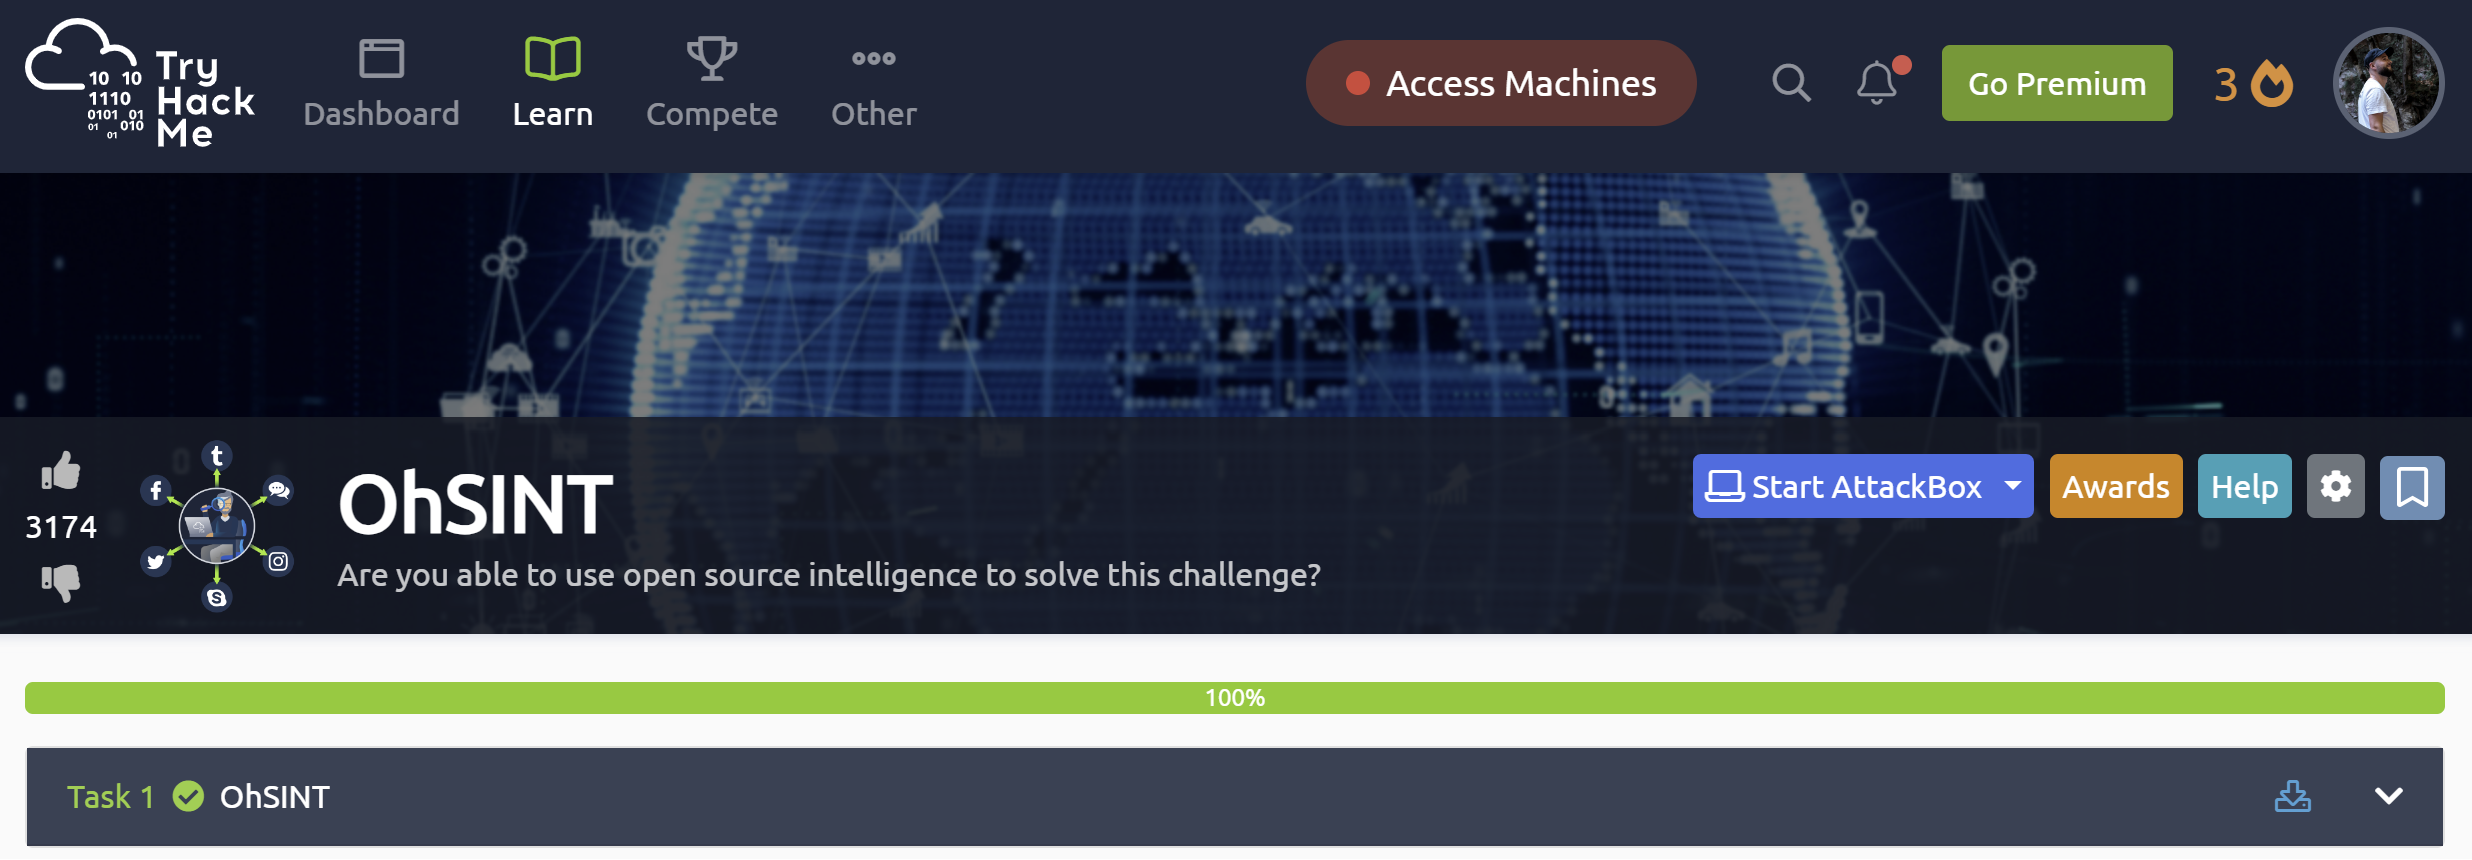 10 10
1110
0101 01
01 010
01
Try
Hack
Me
Dashboard
Learn
Compete
Other
Access Machines
Go Premium
3
3174
OhSINT
Are you able to use open source intelligence to solve this challenge?
Start AttackBox
Awards
Help
100%
Task 1
OhSINT